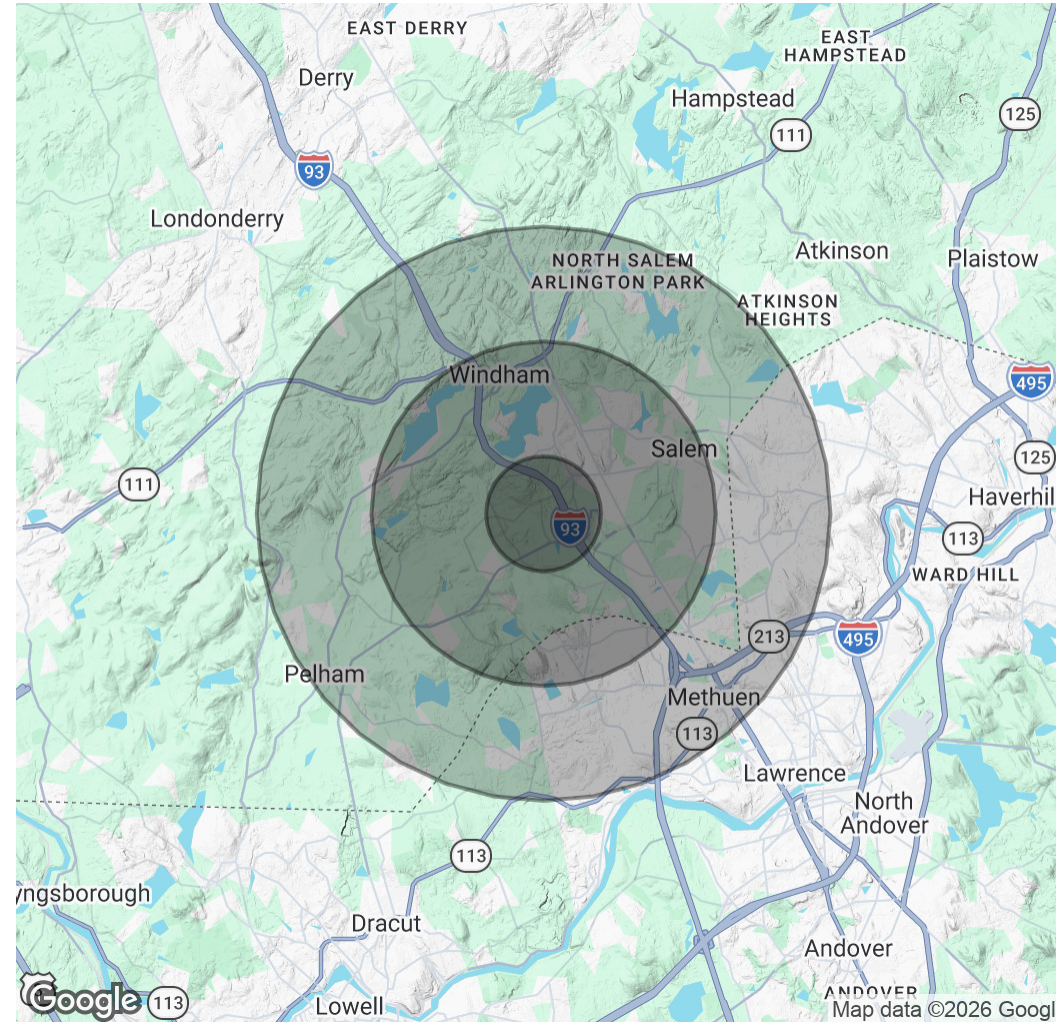 EAST DERRY
EAST
HAMPSTEAD
Derry
Hampstead
125
111
93
Londonderry
Atkinson
Plaistow
NORTH SALEM
ARLINGTON PARK
ATKINSON
HEIGHTS
Windham
495
Salem
125
111
Haverhil
93
113
WARD HILL
213
495
Pelham
Methuen
113
Lawrence
North
Andover
113
yngsborough
Dracut
Andover
ANDOVER
Google
113
Lowell
Map data ©2026 Googl